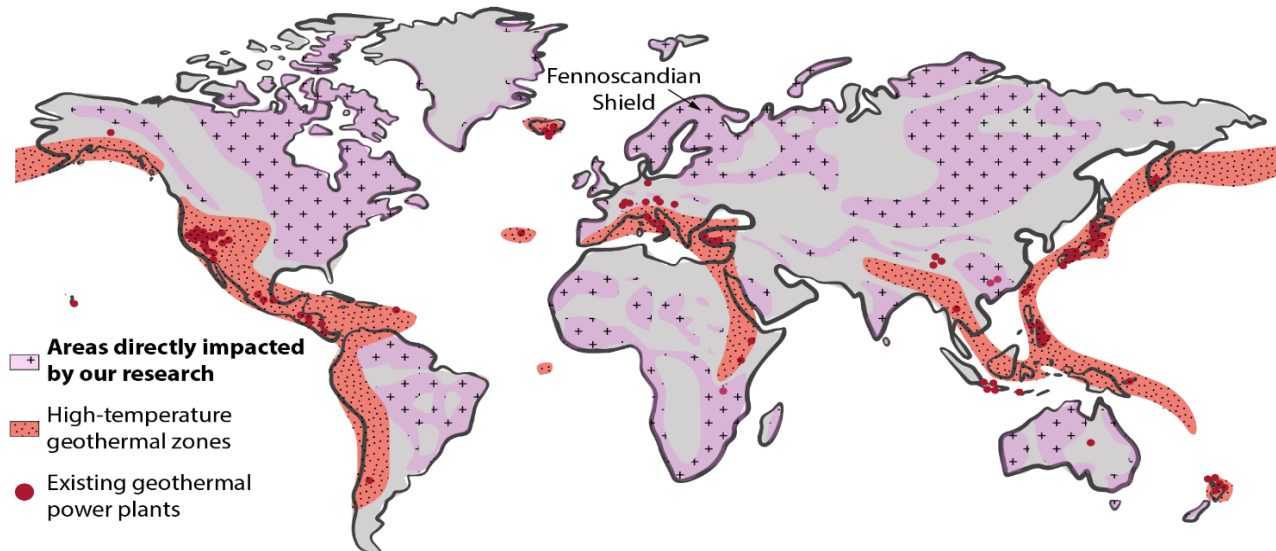 Fennoscandian
Shield
Areas directly impacted
by our research
High-temperature
geothermal zones
Existing geothermal
power plants